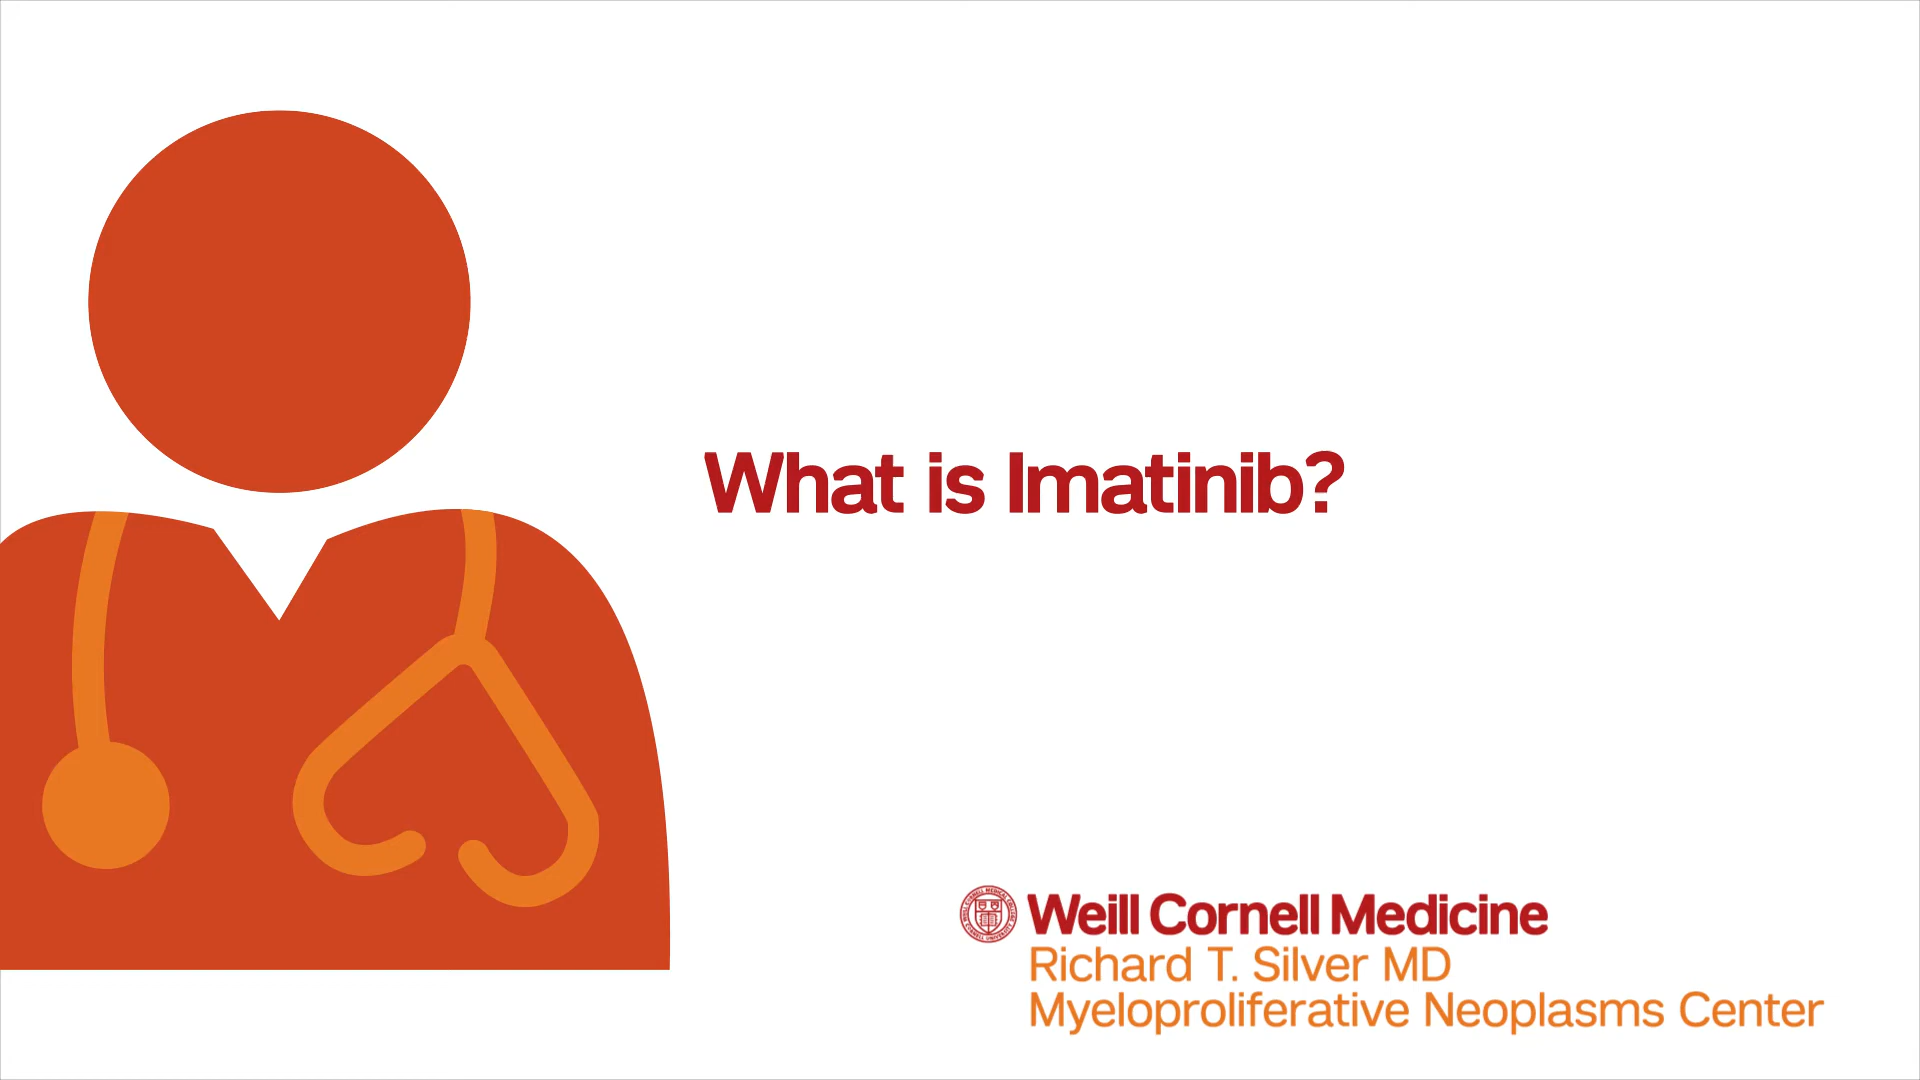 What is Imatinib?
Weill Cornell Medicine
Richard T. Silver MD
Myeloproliferative Neoplasms Center